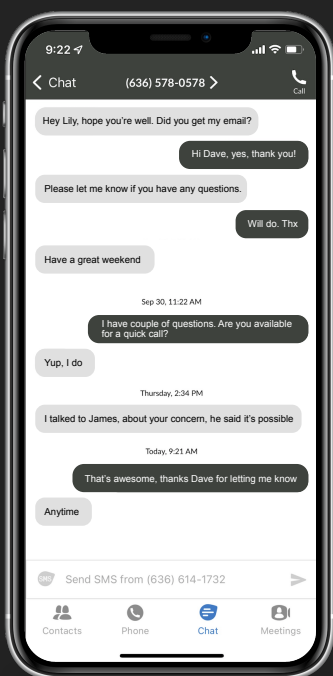 9:22
Chat
(636) 578-0578
Call
Hey Lily, hope you're well. Did you get my email?
Hi Dave, yes, thank you!
Please let me know if you have any questions.
Will do. Thx
Have a great weekend
Sep 30, 11:22 AM
I have couple of questions. Are you available
for a quick call?
Yup, I do
Thursday, 2:34 PM
I talked to James, about your concern, he said it's possible
Today, 9:21 AM
That's awesome, thanks Dave for letting me know
Anytime
SMS
Send SMS from (636) 614-1732
Contacts
Phone
Chat
Meetings